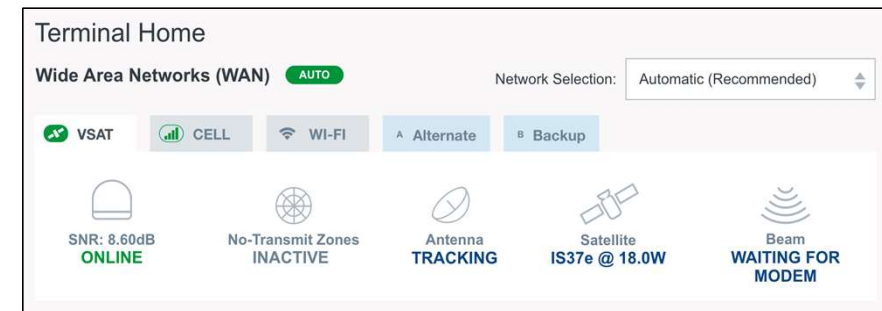 Terminal Home
Wide Area Networks (WAN) AUTO Network Selection: Automatic (Recommended)
VSAT CELL WI-FI A Alternate B Backup
SNR: 8.60dB No-Transmit Zones Antenna Satellite Beam
ONLINE INACTIVE TRACKING IS37e @ 18.0W WAITING FOR
MODEM